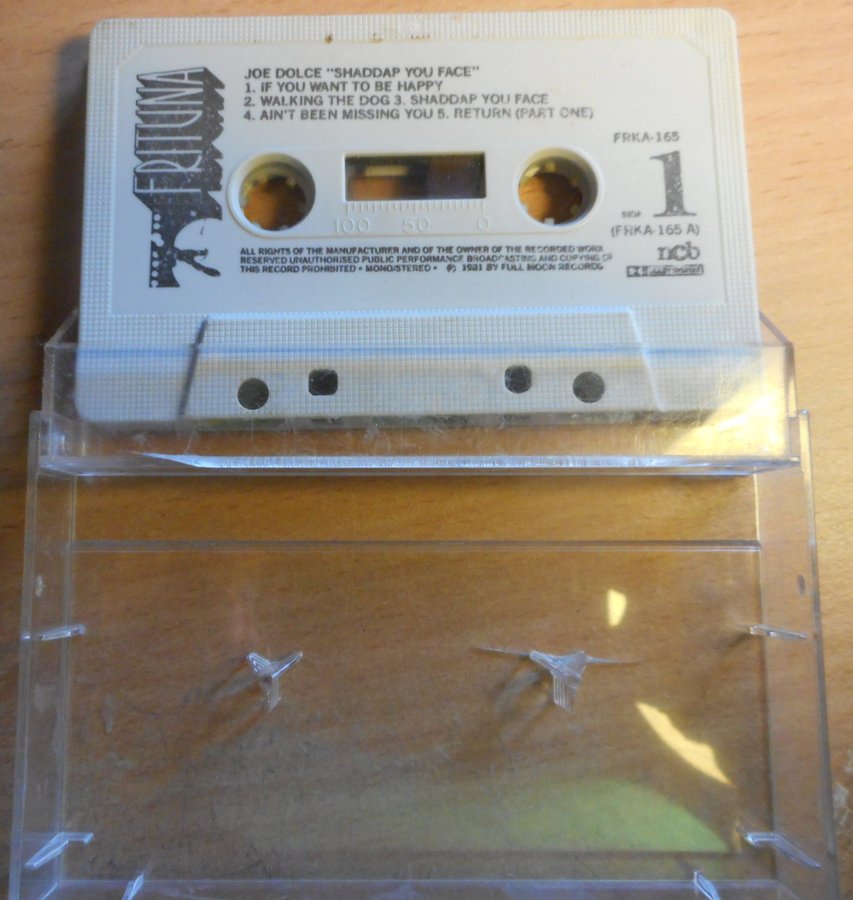 FRITUNA
JOE DOLCE "SHADDAP YOU FACE"
1. IF YOU WANT TO BE HAPPY
2. WALKING THE DOG 3. SHADDAP YOU FACE
4. AIN'T BEEN MISSING YOU 5. RETURN (PART ONE)
FRKA-165
SIDE 1
(FRKA-165 A)
100 50 0
ALL RIGHTS OF THE MANUFACTURER AND OF THE OWNER OF THE RECORDED WORK
RESERVED UNAUTHORISED PUBLIC PERFORMANCE BROADCASTING AND COPYING OF
THIS RECORD PROHIBITED • MONO/STEREO • Ⓟ 1981 BY FULL MOON RECORDS
ncb